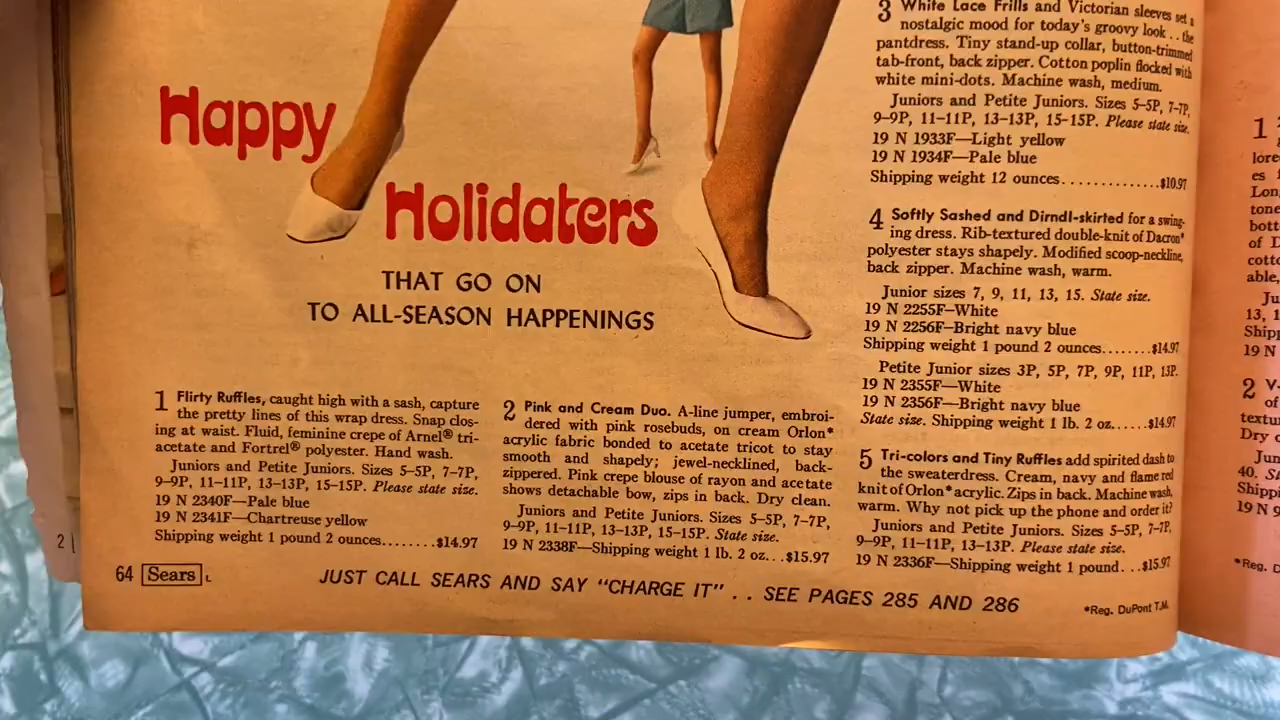 Happy
Holidaters
THAT GO ON
TO ALL-SEASON HAPPENINGS
1 Flirty Ruffles, caught high with a sash, capture
the pretty lines of this wrap dress. Snap clos-
ing at waist. Fluid, feminine crepe of Arnel® tri-
acetate and Fortrel® polyester. Hand wash.
Juniors and Petite Juniors. Sizes 5–5P, 7–7P,
9–9P, 11–11P, 13–13P, 15–15P. Please state size.
19 N 2340F—Pale blue
19 N 2341F—Chartreuse yellow
Shipping weight 1 pound 2 ounces........$14.97
2 Pink and Cream Duo. A-line jumper, embroi-
dered with pink rosebuds, on cream Orlon*
acrylic fabric bonded to acetate tricot to stay
smooth and shapely; jewel-necklined, back-
zippered. Pink crepe blouse of rayon and acetate
shows detachable bow, zips in back. Dry clean.
Juniors and Petite Juniors. Sizes 5–5P, 7–7P,
9–9P, 11–11P, 13–13P, 15–15P. State size.
19 N 2338F—Shipping weight 1 lb. 2 oz...$15.97
3 White Lace Frills and Victorian sleeves set a
nostalgic mood for today's groovy look . . the
pantdress. Tiny stand-up collar, button-trimmed
tab-front, back zipper. Cotton poplin flocked with
white mini-dots. Machine wash, medium.
Juniors and Petite Juniors. Sizes 5–5P, 7–7P,
9–9P, 11–11P, 13–13P, 15–15P. Please state size.
19 N 1933F—Light yellow
19 N 1934F—Pale blue
Shipping weight 12 ounces..............$10.97
4 Softly Sashed and Dirndl-skirted for a swing-
ing dress. Rib-textured double-knit of Dacron*
polyester stays shapely. Modified scoop-neckline,
back zipper. Machine wash, warm.
Junior sizes 7, 9, 11, 13, 15. State size.
19 N 2255F—White
19 N 2256F—Bright navy blue
Shipping weight 1 pound 2 ounces........$14.97
Petite Junior sizes 3P, 5P, 7P, 9P, 11P, 13P.
19 N 2355F—White
19 N 2356F—Bright navy blue
State size. Shipping weight 1 lb. 2 oz......$14.97
5 Tri-colors and Tiny Ruffles add spirited dash to
the sweaterdress. Cream, navy and flame red
knit of Orlon* acrylic. Zips in back. Machine wash,
warm. Why not pick up the phone and order it?
Juniors and Petite Juniors. Sizes 5–5P, 7–7P,
9–9P, 11–11P, 13–13P. Please state size.
19 N 2336F—Shipping weight 1 pound...$15.97
64 Sears L
JUST CALL SEARS AND SAY "CHARGE IT" . . SEE PAGES 285 AND 286
*Reg. DuPont T.M.
2
1
13, 1
19 N
2 V-
of
Dry
40.
19 N 9
*Reg.